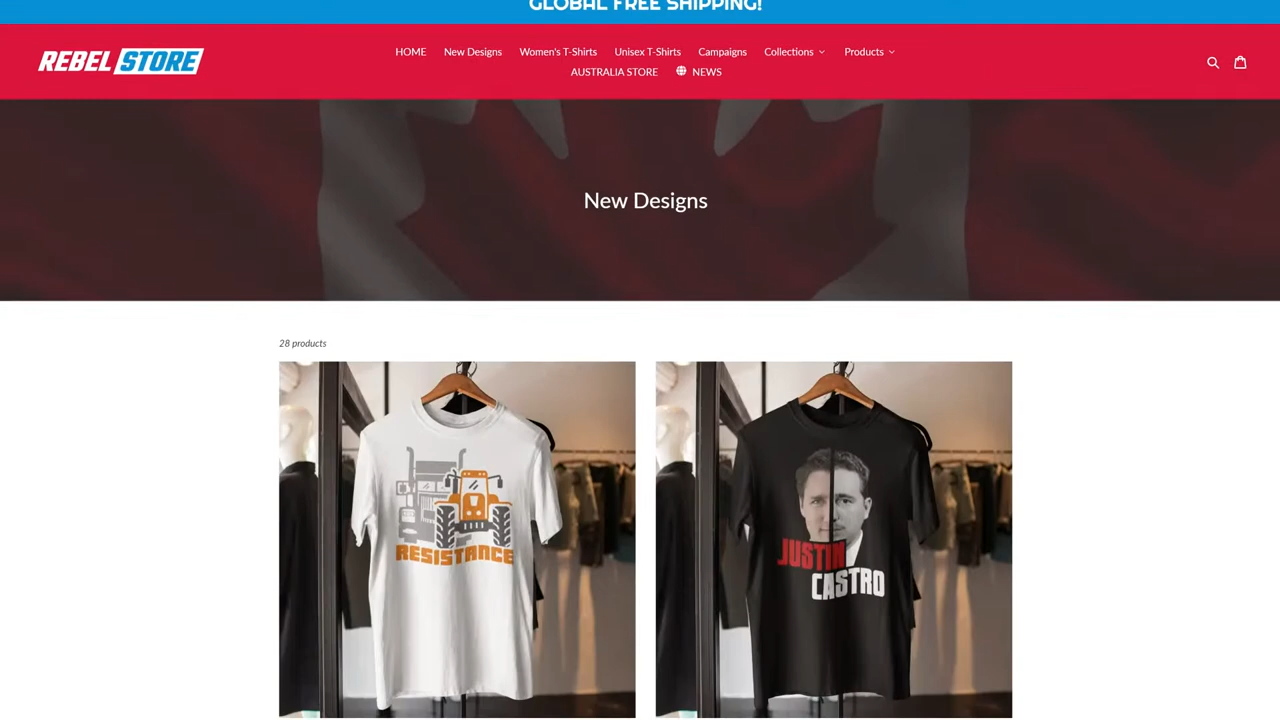 GLOBAL FREE SHIPPING!
REBEL STORE
HOME New Designs Women's T-Shirts Unisex T-Shirts Campaigns Collections Products
AUSTRALIA STORE NEWS
New Designs
28 products
RESISTANCE
JUSTIN
CASTRO